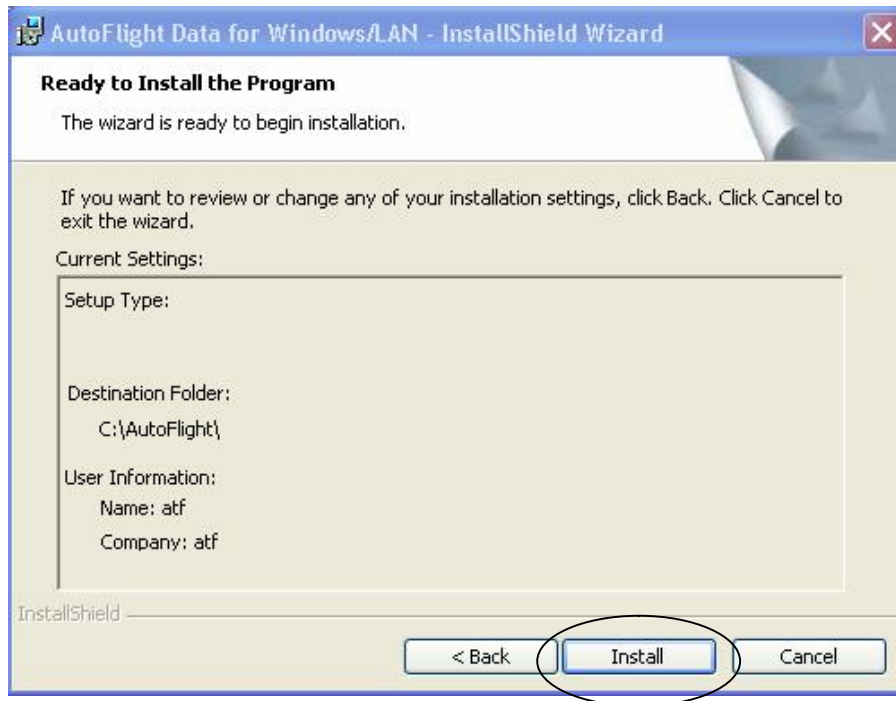 AutoFlight Data for Windows/LAN - InstallShield Wizard
Ready to Install the Program
The wizard is ready to begin installation.
If you want to review or change any of your installation settings, click Back. Click Cancel to
exit the wizard.
Current Settings:
Setup Type:
Destination Folder:
C:\AutoFlight\
User Information:
Name: atf
Company: atf
InstallShield
< Back
Install
Cancel